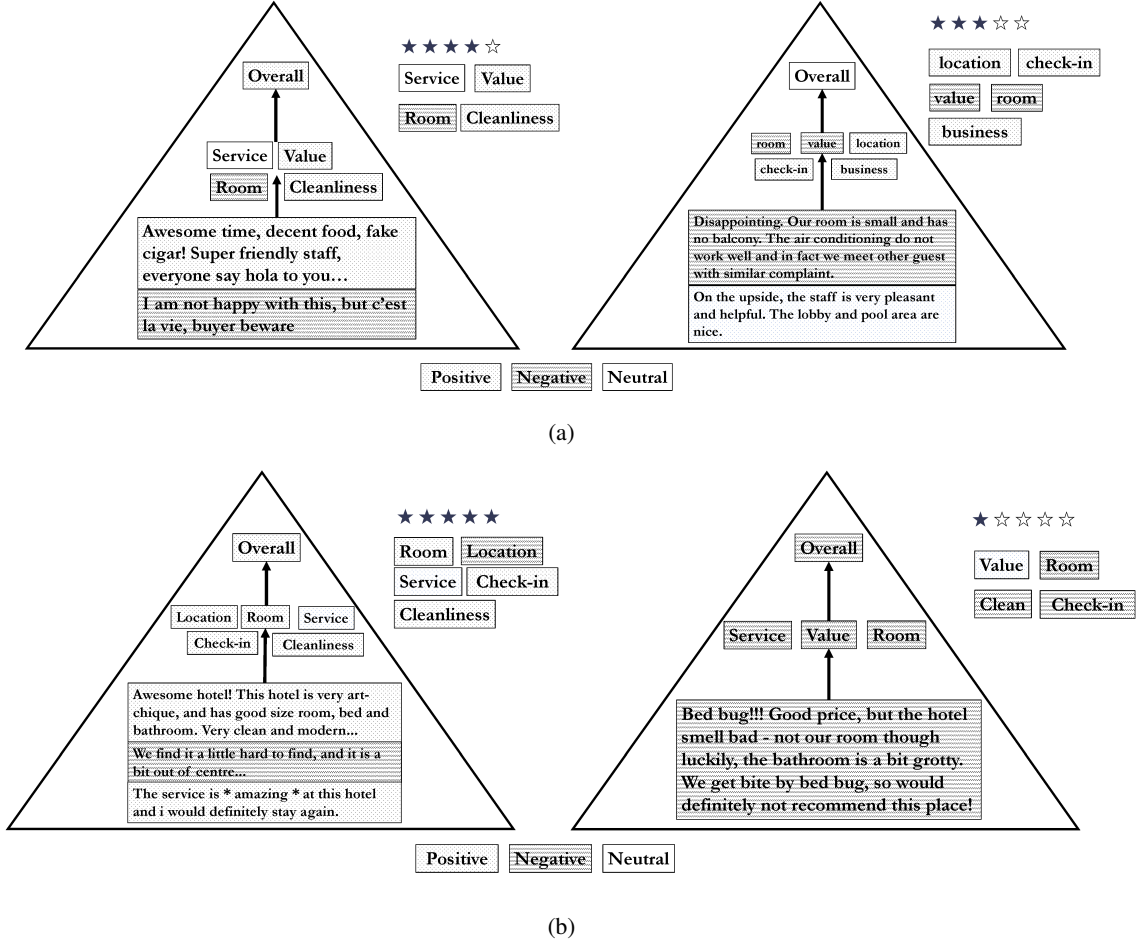 Overall
Service Value
Room Cleanliness
Awesome time, decent food, fake
cigar! Super friendly staff,
everyone say hola to you…
I am not happy with this, but c’est
la vie, buyer beware
★★★★☆
Service Value
Room Cleanliness
Overall
room value location
check-in business
Disappointing. Our room is small and has
no balcony. The air conditioning do not
work well and in fact we meet other guest
with similar complaint.
On the upside, the staff is very pleasant
and helpful. The lobby and pool area are
nice.
★★★☆☆
location check-in
value room
business
Positive Negative Neutral
(a)
Overall
Location Room Service
Check-in Cleanliness
Awesome hotel! This hotel is very art-
chique, and has good size room, bed and
bathroom. Very clean and modern...
We find it a little hard to find, and it is a
bit out of centre...
The service is * amazing * at this hotel
and i would definitely stay again.
★★★★★
Room Location
Service Check-in
Cleanliness
Overall
Service Value Room
Bed bug!!! Good price, but the hotel
smell bad - not our room though
luckily, the bathroom is a bit grotty.
We get bite by bed bug, so would
definitely not recommend this place!
★☆☆☆☆
Value Room
Clean Check-in
Positive Negative Neutral
(b)